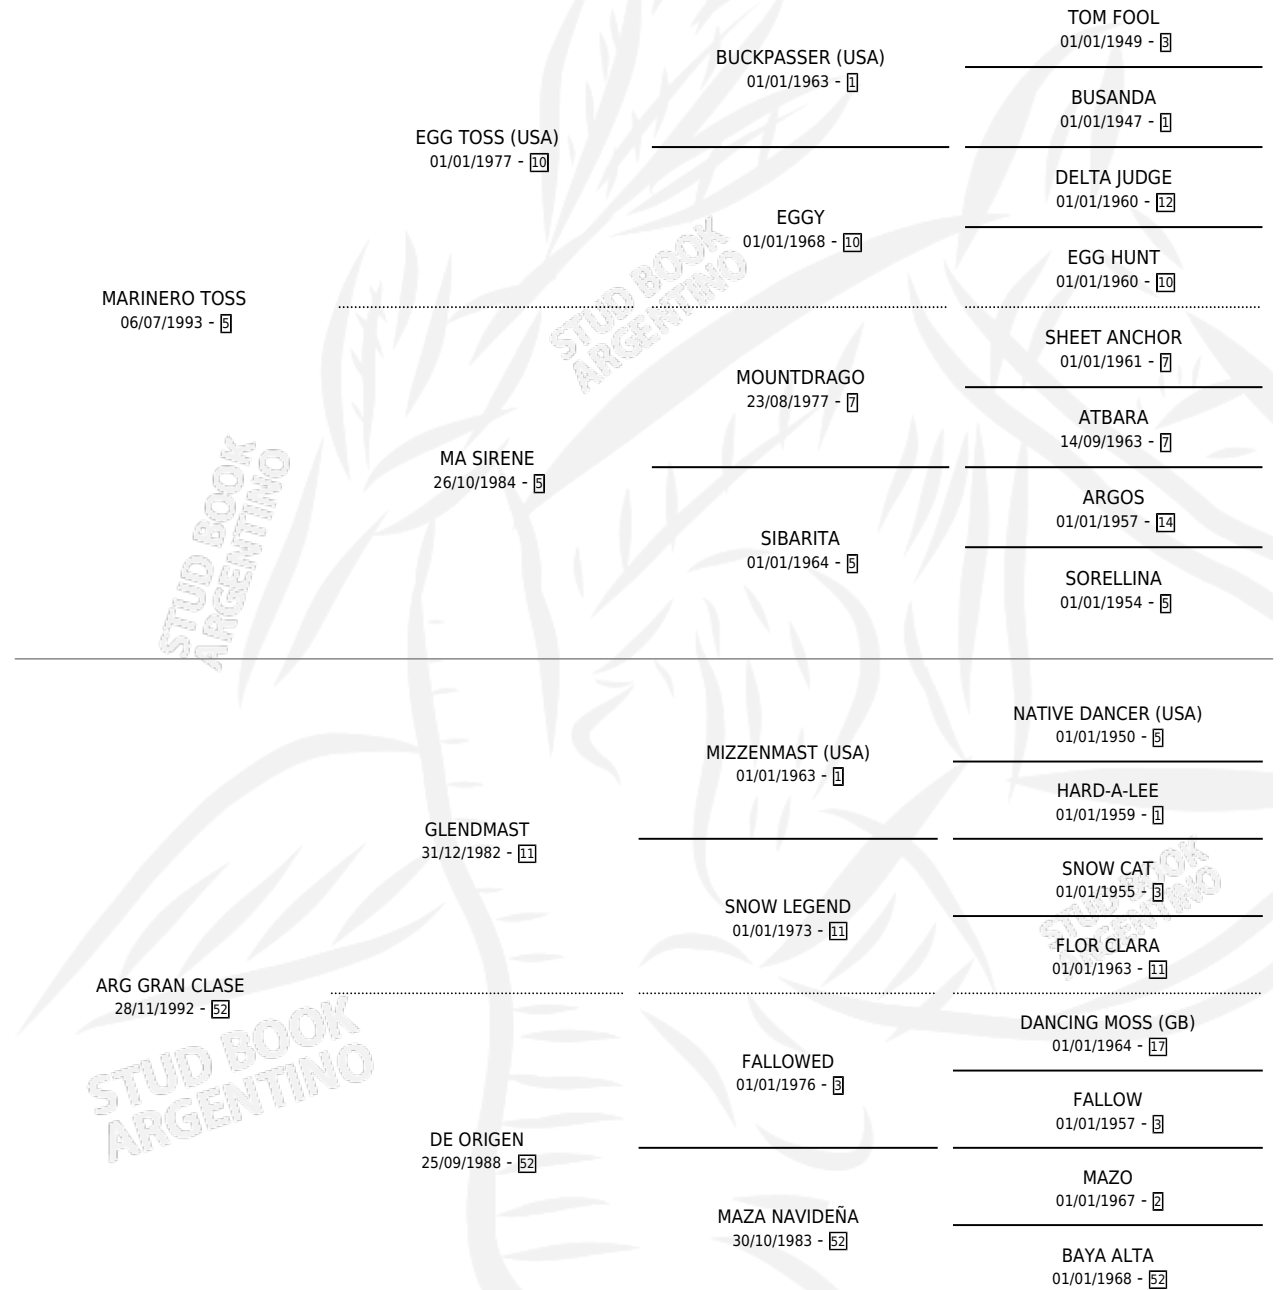 TOM FOOL
01/01/1949 - 3
BUCKPASSER (USA)
01/01/1963 - 1
BUSANDA
01/01/1947 - 1
EGG TOSS (USA)
01/01/1977 - 10
DELTA JUDGE
01/01/1960 - 12
EGGY
01/01/1968 - 10
EGG HUNT
01/01/1960 - 10
MARINERO TOSS
06/07/1993 - 5
SHEET ANCHOR
01/01/1961 - 7
MOUNTDRAGO
23/08/1977 - 7
ATBARA
14/09/1963 - 7
MA SIRENE
26/10/1984 - 5
ARGOS
01/01/1957 - 14
SIBARITA
01/01/1964 - 5
SORELLINA
01/01/1954 - 5
STUD BOOK
ARGENTINO
STUD BOOK
ARGENTINO
NATIVE DANCER (USA)
01/01/1950 - 5
MIZZENMAST (USA)
01/01/1963 - 1
HARD-A-LEE
01/01/1959 - 1
GLENDMAST
31/12/1982 - 11
SNOW CAT
01/01/1955 - 3
SNOW LEGEND
01/01/1973 - 11
FLOR CLARA
01/01/1963 - 11
STUD BOOK
ARGENTINO
ARG GRAN CLASE
28/11/1992 - 52
DANCING MOSS (GB)
01/01/1964 - 17
FALLOWED
01/01/1976 - 3
FALLOW
01/01/1957 - 3
DE ORIGEN
25/09/1988 - 52
MAZO
01/01/1967 - 2
MAZA NAVIDEÑA
30/10/1983 - 52
BAYA ALTA
01/01/1968 - 52
STUD BOOK
ARGENTINO